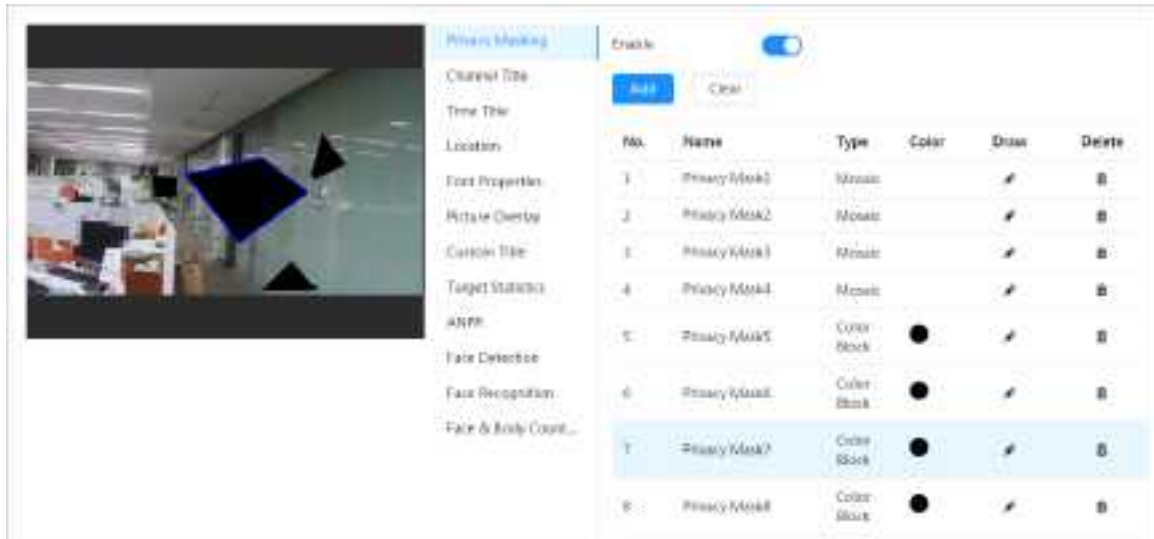 Privacy Masking
Enable
Channel Title
Add
Clear
Time Title
Location
No. Name Type Color Draw Delete
Font Properties
1 Privacy Mask1 Mosaic
Picture Overlay
2 Privacy Mask2 Mosaic
Custom Title
3 Privacy Mask3 Mosaic
Target Statistics
4 Privacy Mask4 Mosaic
ANPR
5 Privacy Mask5 Color Block
Face Detection
Face Recognition
6 Privacy Mask6 Color Block
Face & Body Count...
7 Privacy Mask7 Color Block
8 Privacy Mask8 Color Block